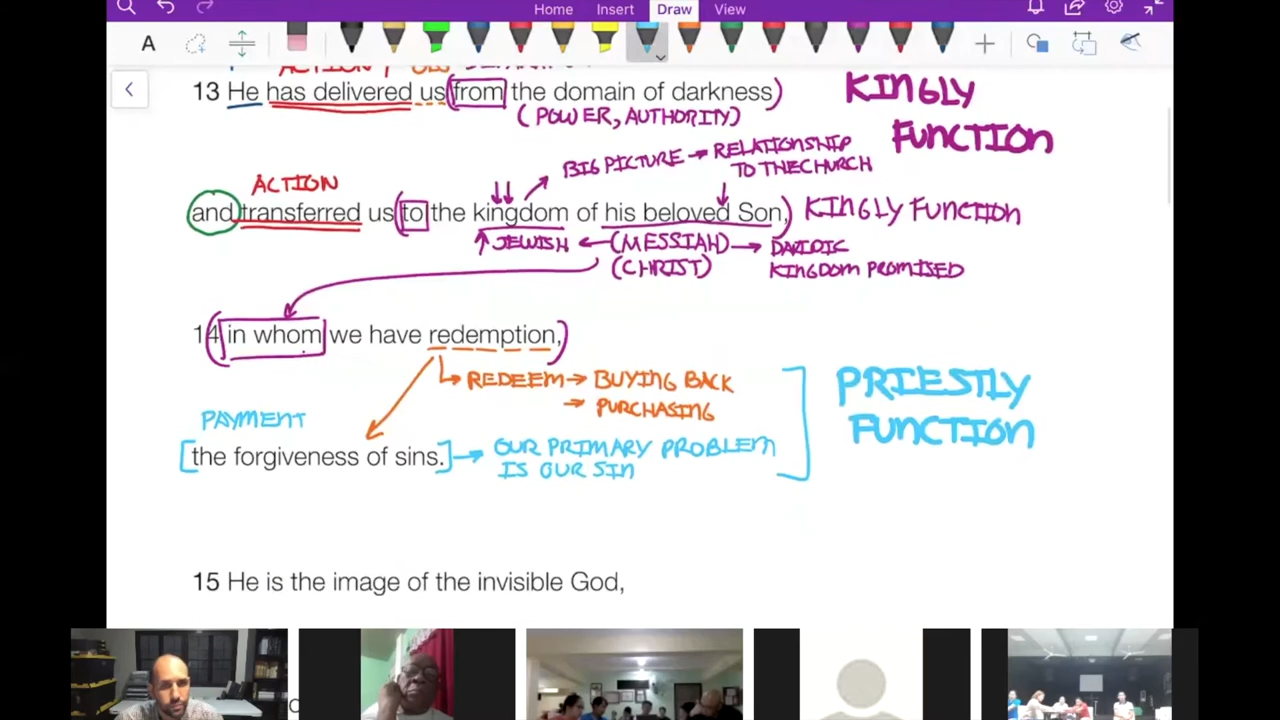 Home Insert Draw View
A
13 He has delivered us from the domain of darkness)
KINGLY
FUNCTION
(POWER, AUTHORITY)
BIG PICTURE → RELATIONSHIP
TO THE CHURCH
ACTION
and transferred us (to the kingdom of his beloved Son,) KINGLY FUNCTION
↑ JEWISH ← (MESSIAH) → DAVIDIC
(CHRIST) KINGDOM PROMISED
14 (in whom we have redemption,)
REDEEM → BUYING BACK
→ PURCHASING
PRIESTLY
FUNCTION
PAYMENT
[the forgiveness of sins.] → OUR PRIMARY PROBLEM
IS OUR SIN
15 He is the image of the invisible God,